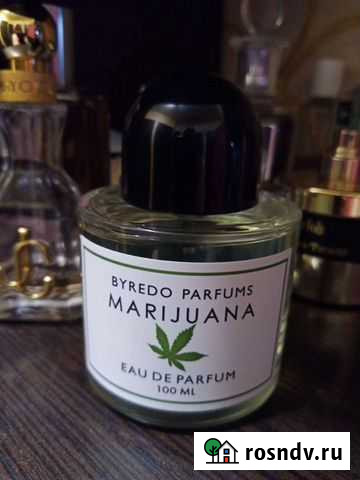 BYREDO PARFUMS
MARIJUANA
EAU DE PARFUM
100 ML
rosndv.ru